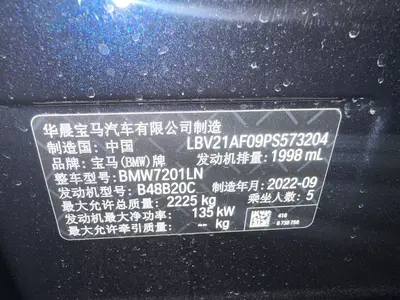 华晨宝马汽车有限公司制造
制造国: 中国 LBV21AF09PS573204
品牌: 宝马(BMW)牌 发动机排量: 1998 mL
整车型号: BMW7201LN
发动机型号: B48B20C 制造年月: 2022-09
最大允许总质量: 2225 kg 乘坐人数: 5
发动机最大净功率: 135 kW
最大允许牵引质量: -- kg